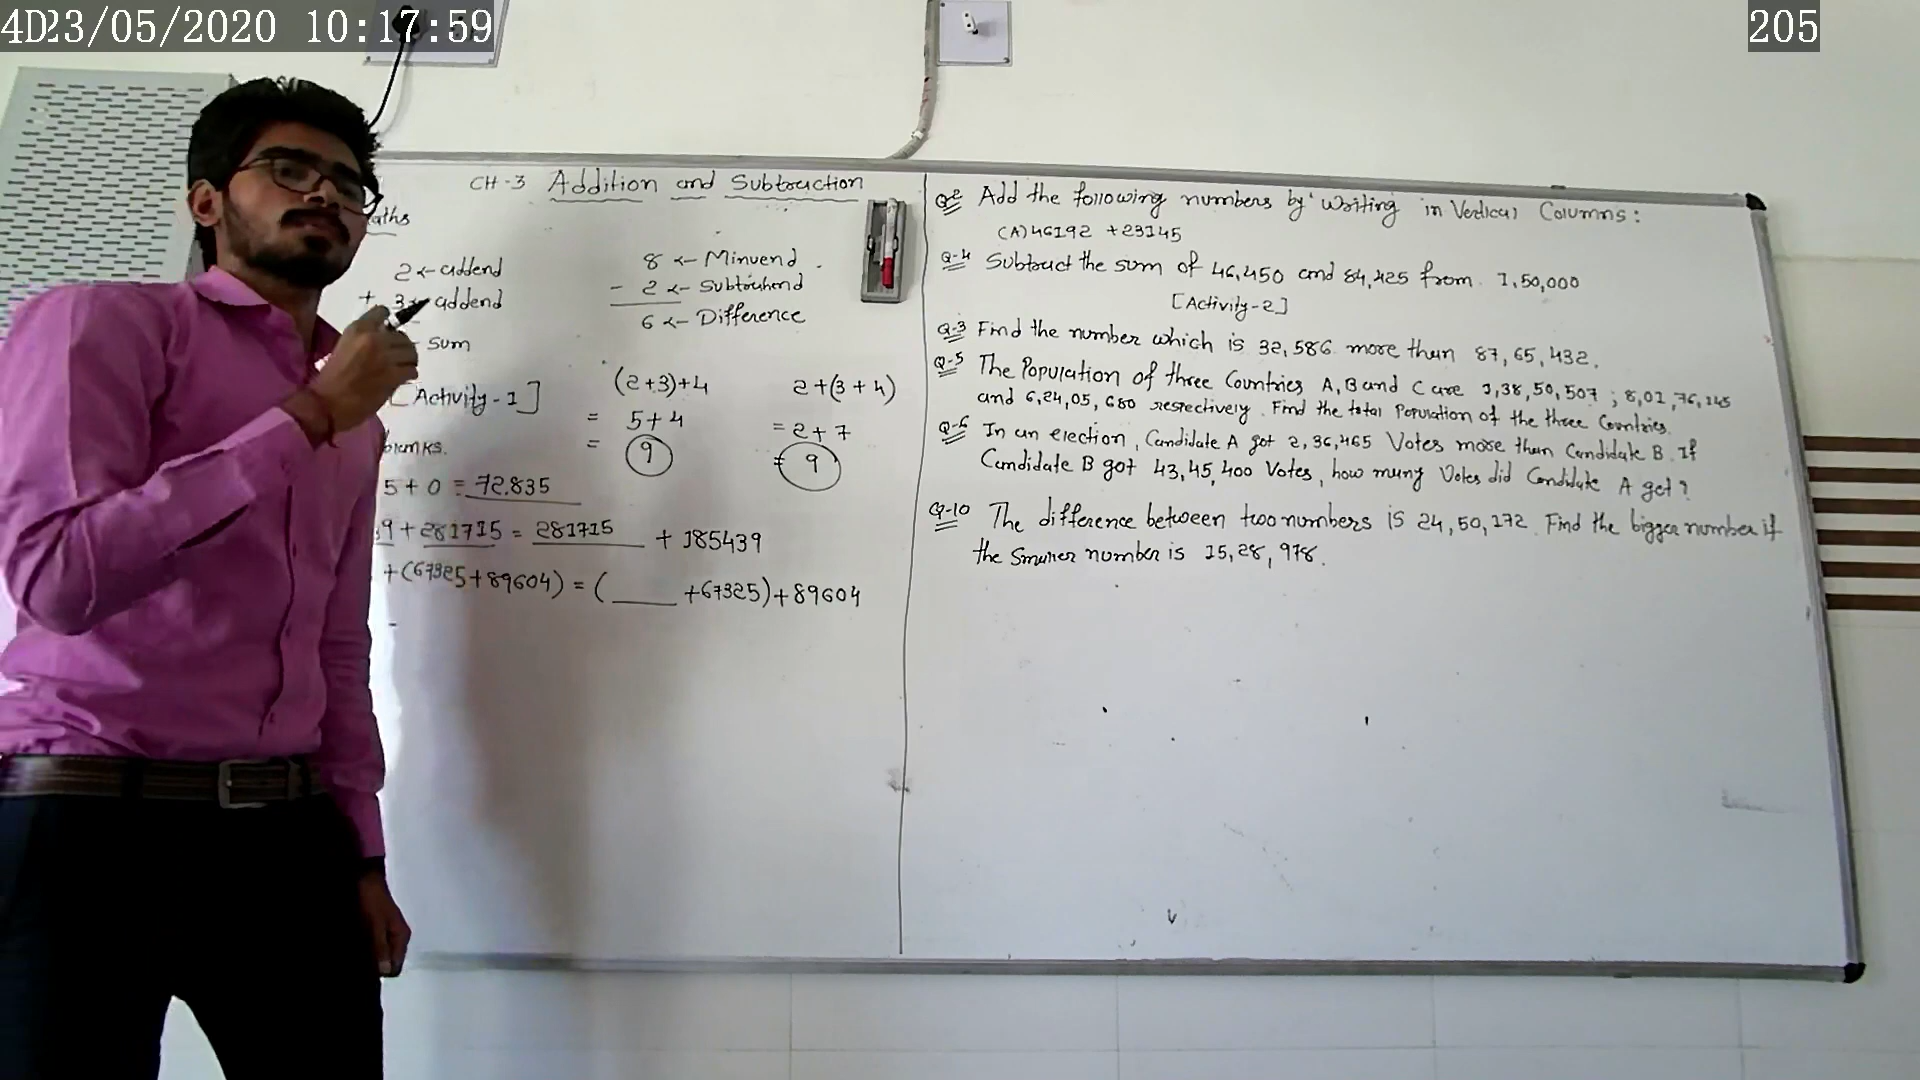 4D23/05/2020 10:17:59
205
CH-3 Addition and Subtraction
aths
2 <- addend
+ 3 <- addend
Sum
8 <- Minuend
- 2 <- Subtrahend
6 <- Difference
[Activity-1]
(2+3)+4
= 5+4
= 9
2+(3+4)
= 2+7
= 9
blanks.
5+0 = 72,835
39+281715 = 281715 + 185439
+(67325+89604) = ( ____ +67325)+89604
Q-2 Add the following numbers by writing in Vertical Columns:
(A) 46192 +23145
Q-4 Subtract the sum of 46,450 and 84,425 from 1,50,000
[Activity-2]
Q-3 Find the number which is 32,586 more than 87,65,432.
Q-5 The Population of three Countries A, B and C are 1,38,50,507 ; 8,01,76,145
and 6,24,05,680 respectively. Find the total Population of the three Countries.
Q-6 In an election, Candidate A got 2,36,465 Votes more than Candidate B. If
Candidate B got 43,45,400 Votes, how many Votes did Candidate A get?
Q-10 The difference between two numbers is 24,50,172. Find the bigger number if
the Smaller number is 15,28,978.